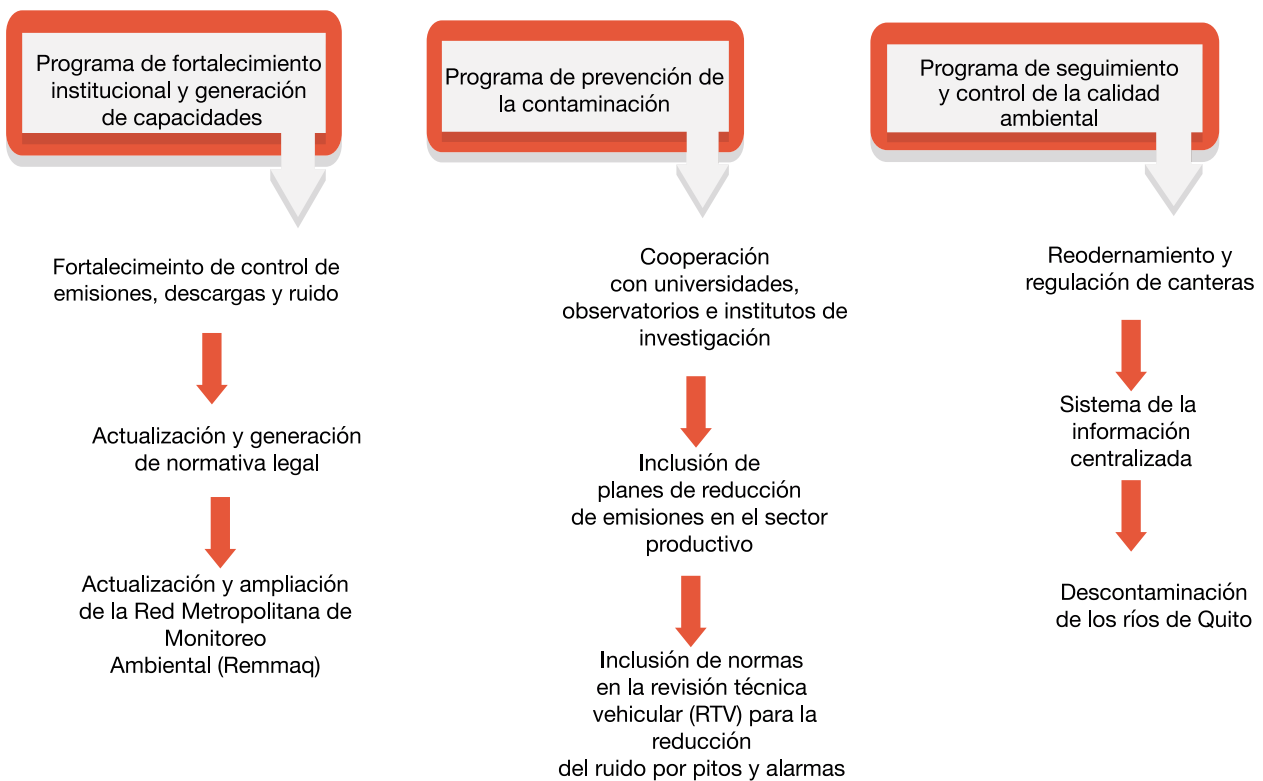 Programa de fortalecimiento
institucional y generación
de capacidades
Fortalecimeinto de control de
emisiones, descargas y ruido
Actualización y generación
de normativa legal
Actualización y ampliación
de la Red Metropolitana de
Monitoreo
Ambiental (Remmaq)
Programa de prevención de
la contaminación
Cooperación
con universidades,
observatorios e institutos de
investigación
Inclusión de
planes de reducción
de emisiones en el sector
productivo
Inclusión de normas
en la revisión técnica
vehicular (RTV) para la
reducción
del ruido por pitos y alarmas
Programa de seguimiento
y control de la calidad
ambiental
Reodernamiento y
regulación de canteras
Sistema de la
información
centralizada
Descontaminación
de los ríos de Quito